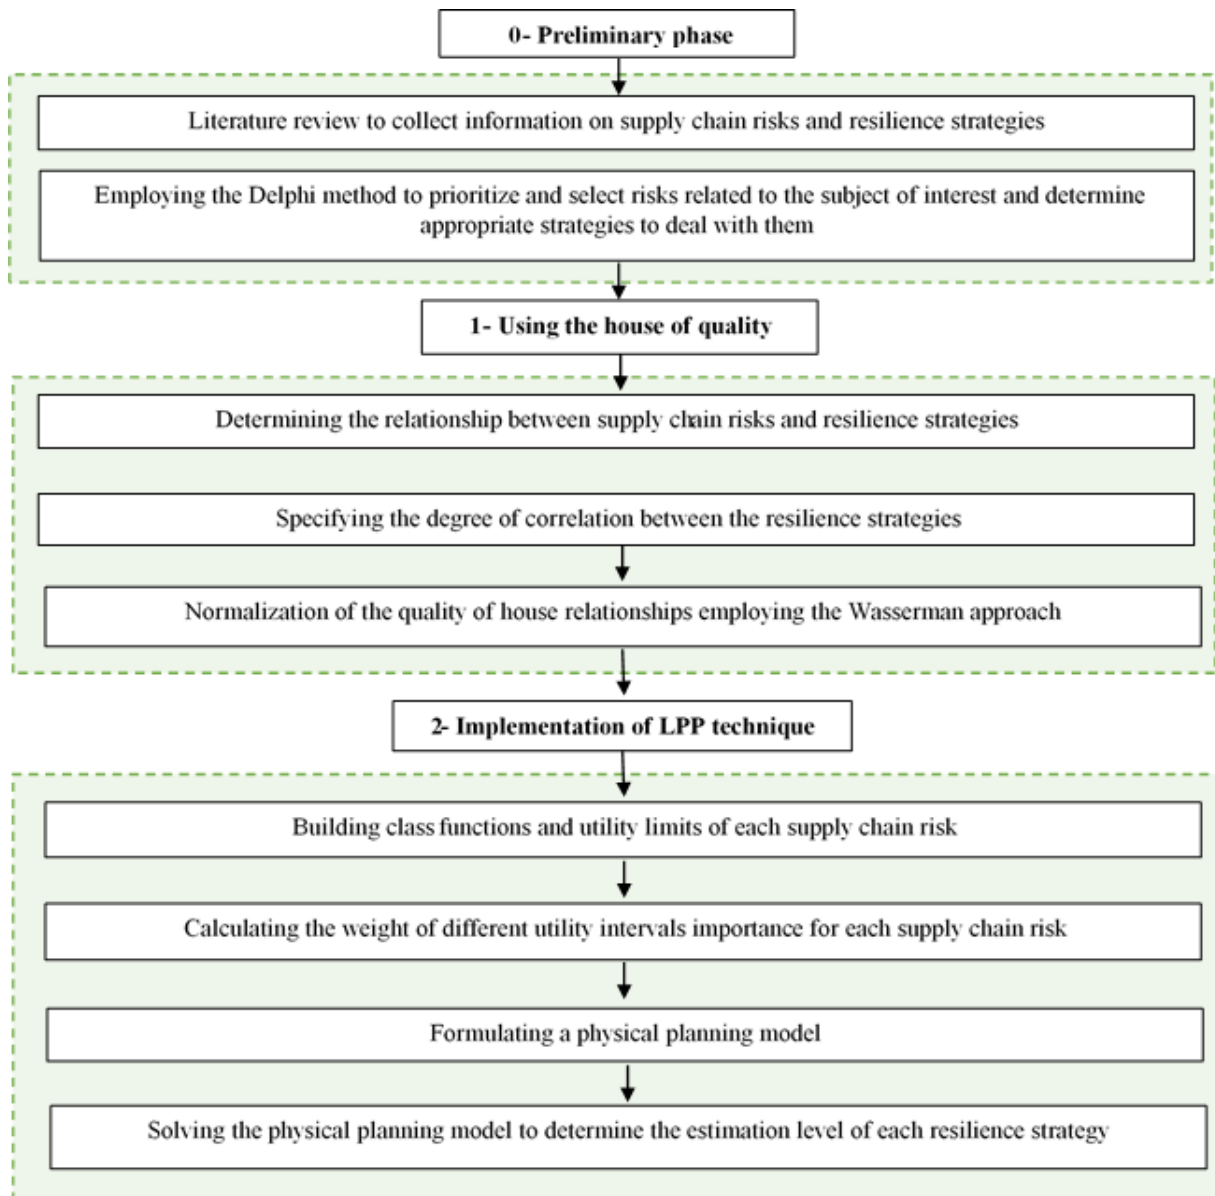 0- Preliminary phase
Literature review to collect information on supply chain risks and resilience strategies
Employing the Delphi method to prioritize and select risks related to the subject of interest and determine
appropriate strategies to deal with them
1- Using the house of quality
Determining the relationship between supply chain risks and resilience strategies
Specifying the degree of correlation between the resilience strategies
Normalization of the quality of house relationships employing the Wasserman approach
2- Implementation of LPP technique
Building class functions and utility limits of each supply chain risk
Calculating the weight of different utility intervals importance for each supply chain risk
Formulating a physical planning model
Solving the physical planning model to determine the estimation level of each resilience strategy